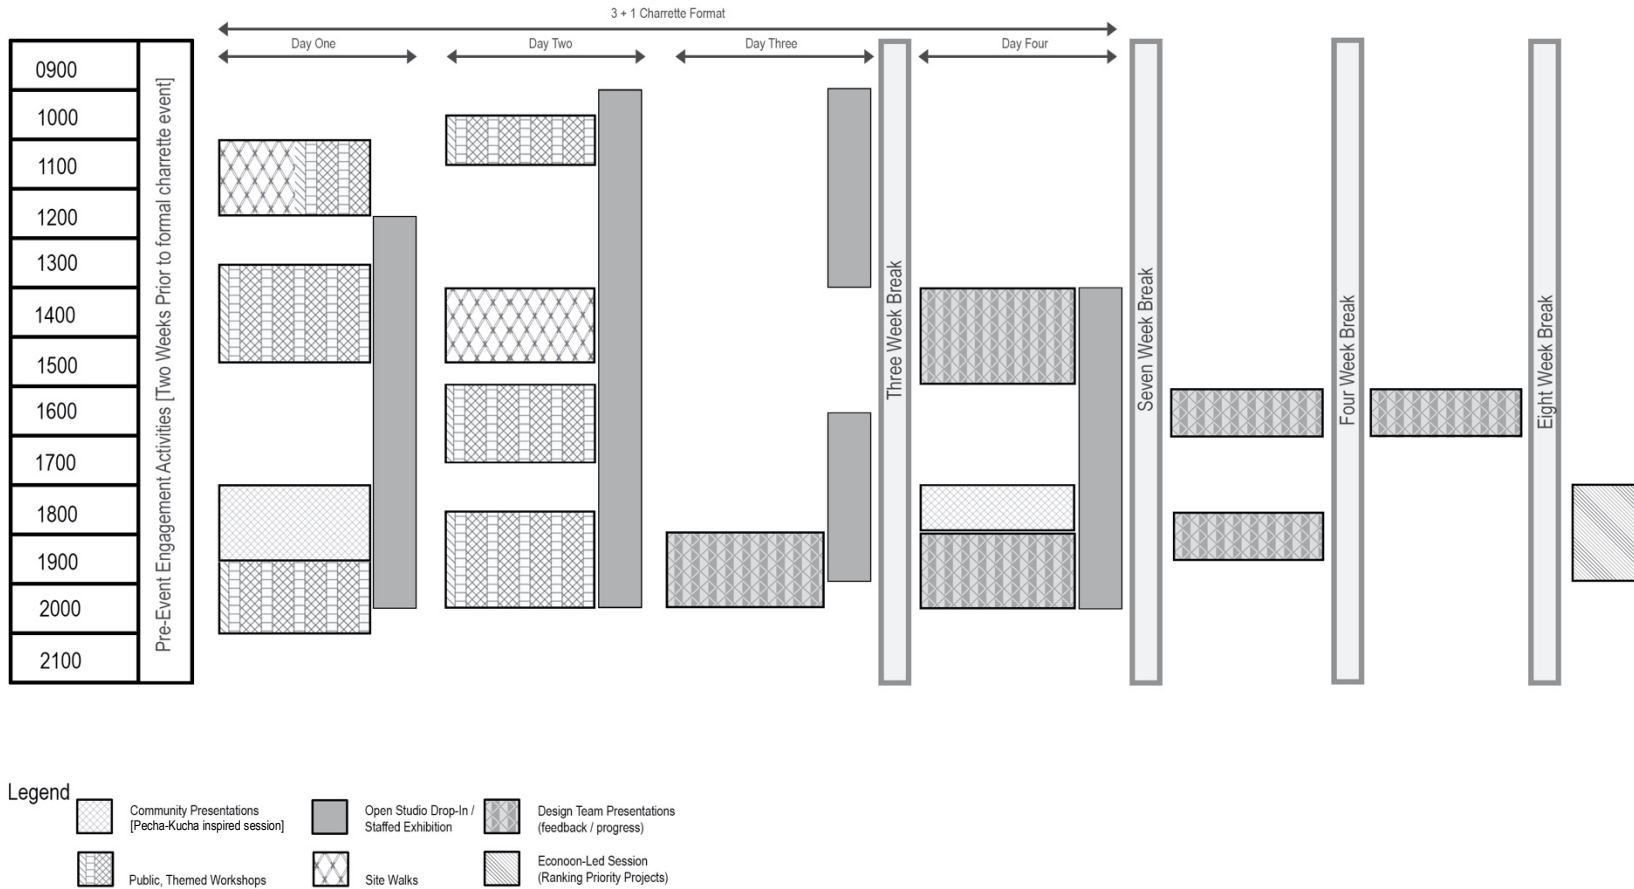 3 + 1 Charrette Format
Day One
Day Two
Day Three
Day Four
0900
1000
1100
1200
1300
1400
1500
1600
1700
1800
1900
2000
2100
Pre-Event Engagement Activities [Two Weeks Prior to formal charrette event]
Three Week Break
Seven Week Break
Four Week Break
Eight Week Break
Legend
Community Presentations
[Pecha-Kucha inspired session]
Open Studio Drop-In /
Staffed Exhibition
Design Team Presentations
(feedback / progress)
Public, Themed Workshops
Site Walks
Econoon-Led Session
(Ranking Priority Projects)